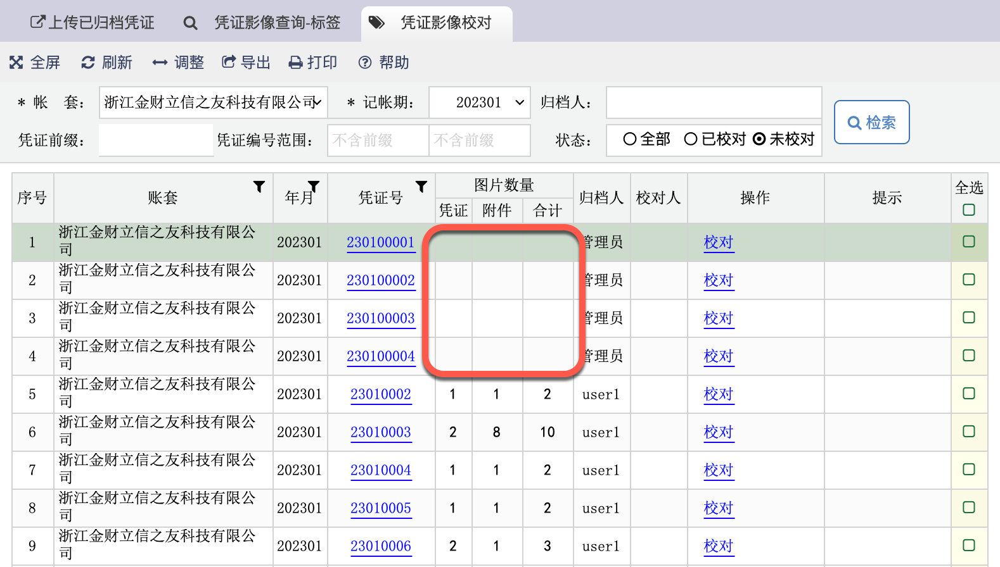 上传已归档凭证 凭证影像查询-标签 凭证影像校对
全屏 刷新 调整 导出 打印 帮助
* 帐 套: 浙江金财立信之友科技有限公司 * 记帐期: 202301 归档人:
检索
凭证前缀: 凭证编号范围: 不含前缀 不含前缀 状态: 全部 已校对 未校对
序号 账套 年月 凭证号 图片数量 归档人 校对人 操作 提示 全选
凭证 附件 合计
1 浙江金财立信之友科技有限公司 202301 230100001 管理员 校对
2 浙江金财立信之友科技有限公司 202301 230100002 管理员 校对
3 浙江金财立信之友科技有限公司 202301 230100003 管理员 校对
4 浙江金财立信之友科技有限公司 202301 230100004 管理员 校对
5 浙江金财立信之友科技有限公司 202301 23010002 1 1 2 user1 校对
6 浙江金财立信之友科技有限公司 202301 23010003 2 8 10 user1 校对
7 浙江金财立信之友科技有限公司 202301 23010004 1 1 2 user1 校对
8 浙江金财立信之友科技有限公司 202301 23010005 1 1 2 user1 校对
9 浙江金财立信之友科技有限公司 202301 23010006 2 1 3 user1 校对